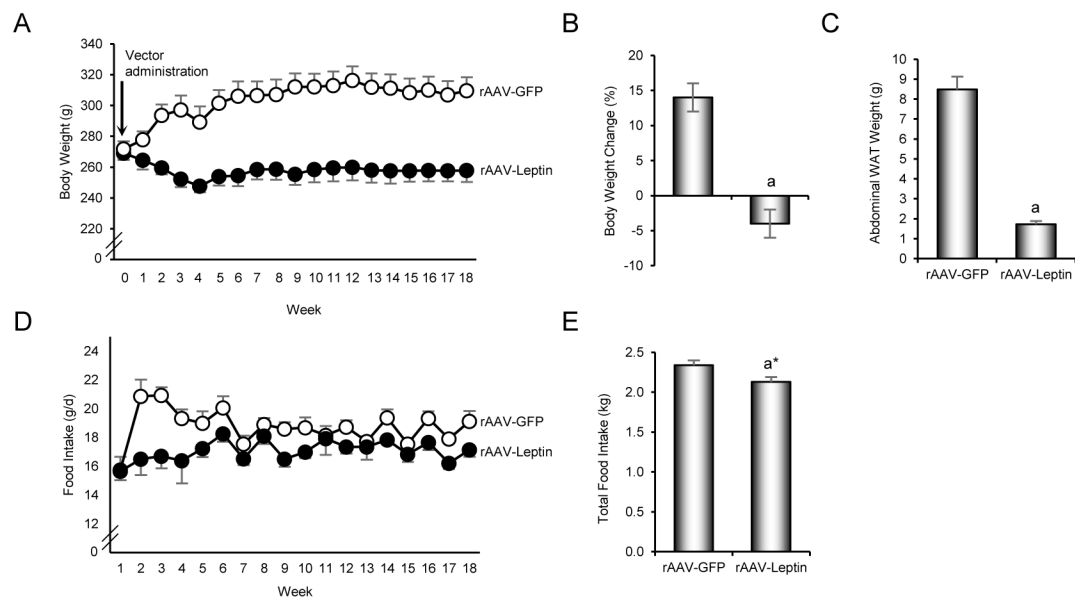 A
340
320
300
280
260
240
220
0
Body Weight (g)
Vector
administration
rAAV-GFP
rAAV-Leptin
0 1 2 3 4 5 6 7 8 9 10 11 12 13 14 15 16 17 18
Week
B
20
15
10
5
0
-5
-10
Body Weight Change (%)
a
C
10
9
8
7
6
5
4
3
2
1
0
Abdominal WAT Weight (g)
a
rAAV-GFP rAAV-Leptin
D
24
22
20
18
16
14
12
0
Food Intake (g/d)
rAAV-GFP
rAAV-Leptin
1 2 3 4 5 6 7 8 9 10 11 12 13 14 15 16 17 18
Week
E
2.5
2.0
1.5
1.0
0.5
0.0
Total Food Intake (kg)
a*
rAAV-GFP rAAV-Leptin